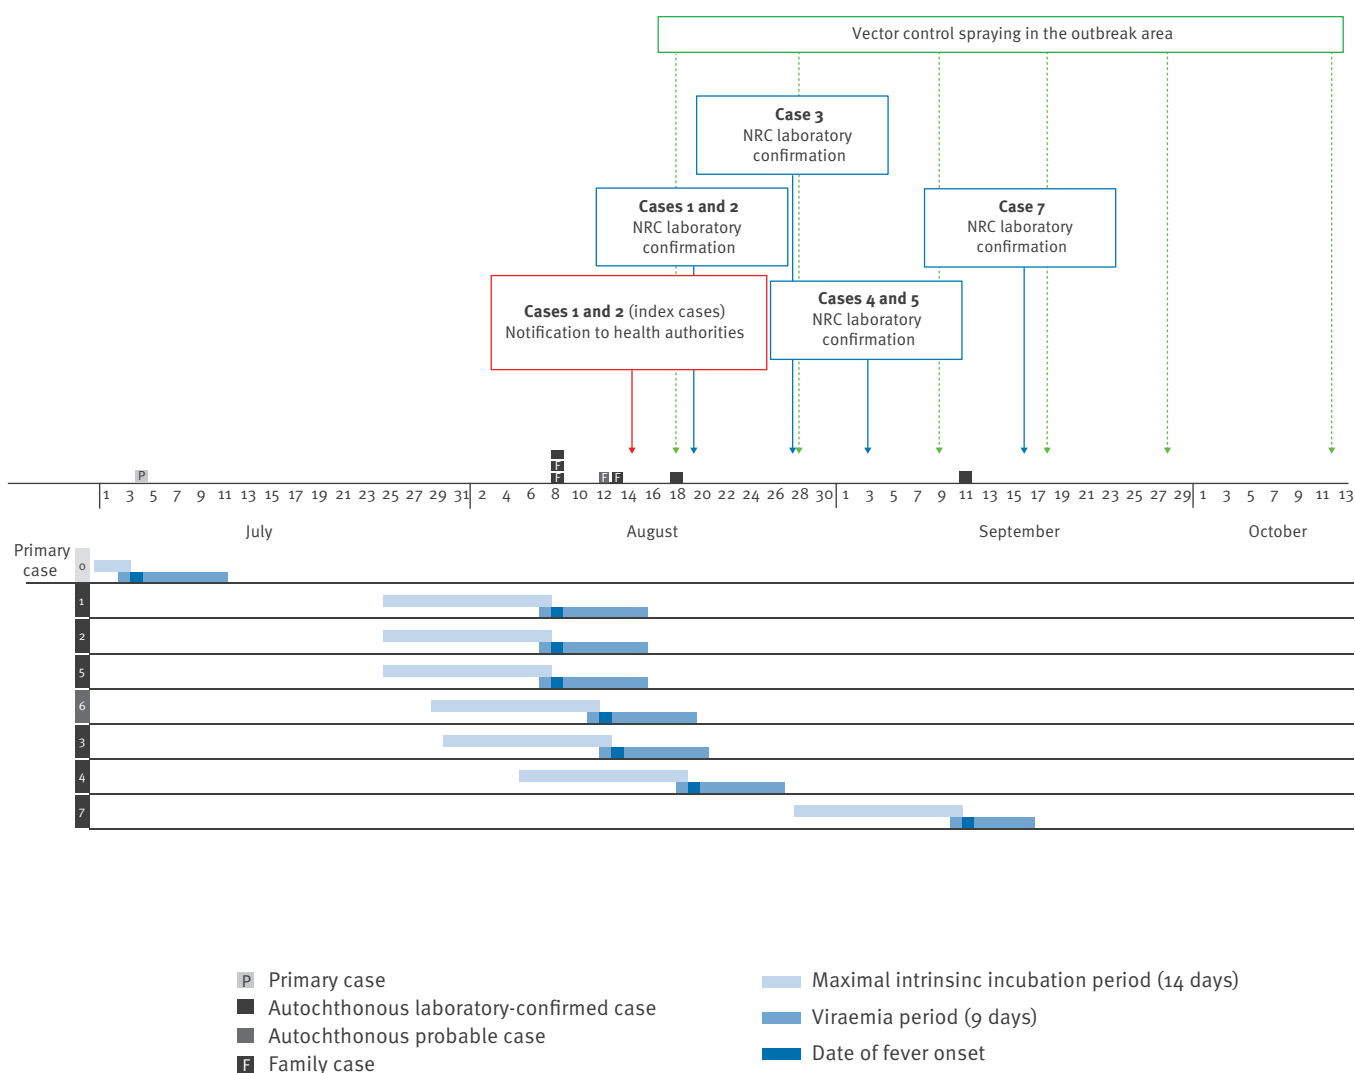 Vector control spraying in the outbreak area
Case 3
NRC laboratory
confirmation
Cases 1 and 2
NRC laboratory
confirmation
Case 7
NRC laboratory
confirmation
Cases 1 and 2 (index cases)
Notification to health authorities
Cases 4 and 5
NRC laboratory
confirmation
F
P F F F
1 3 5 7 9 11 13 15 17 19 21 23 25 27 29 31 2 4 6 8 10 12 14 16 18 20 22 24 26 28 30 1 3 5 7 9 11 13 15 17 19 21 23 25 27 29 1 3 5 7 9 11 13
July August September October
Primary
case
0
1
2
5
6
3
4
7
P Primary case
Autochthonous laboratory-confirmed case
Autochthonous probable case
F Family case
Maximal intrinsinc incubation period (14 days)
Viraemia period (9 days)
Date of fever onset